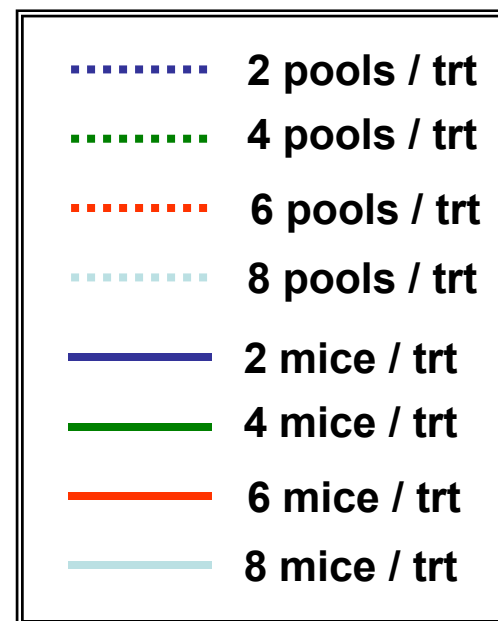 2 pools / trt
4 pools / trt
6 pools / trt
8 pools / trt
2 mice / trt
4 mice / trt
6 mice / trt
8 mice / trt